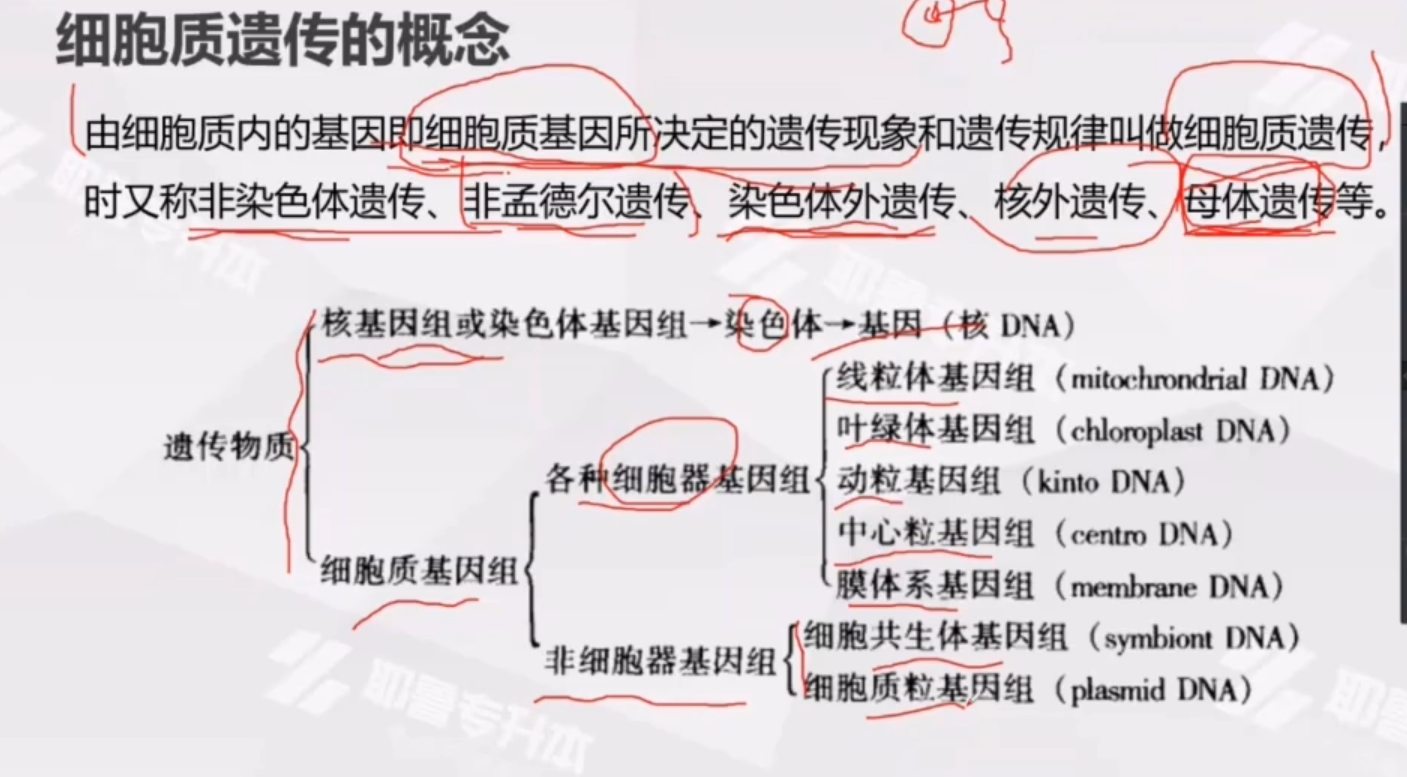 细胞质遗传的概念
由细胞质内的基因即细胞质基因所决定的遗传现象和遗传规律叫做细胞质遗传，
时又称非染色体遗传、非孟德尔遗传、染色体外遗传、核外遗传、母体遗传等。
核基因组或染色体基因组→染色体→基因（核 DNA）
线粒体基因组（mitochrondrial DNA）
叶绿体基因组（chloroplast DNA）
遗传物质
各种细胞器基因组
动粒基因组（kinto DNA）
中心粒基因组（centro DNA）
细胞质基因组
膜体系基因组（membrane DNA）
细胞共生体基因组（symbiont DNA）
非细胞器基因组
细胞质粒基因组（plasmid DNA）